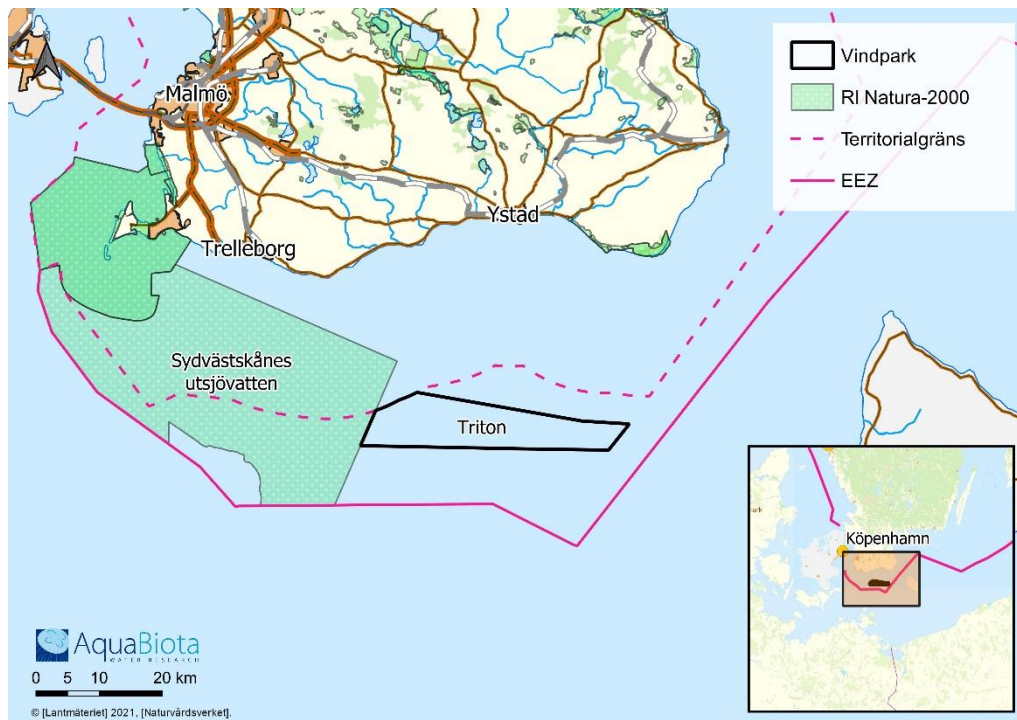 Vindpark
RI Natura-2000
Territorialgräns
EEZ
Malmö
Ystad
Trelleborg
Sydvästskånes
utsjövatten
Triton
Köpenhamn
AquaBiota
WATER RESEARCH
0 5 10 20 km
© [Lantmäteriet] 2021, [Naturvårdsverket].